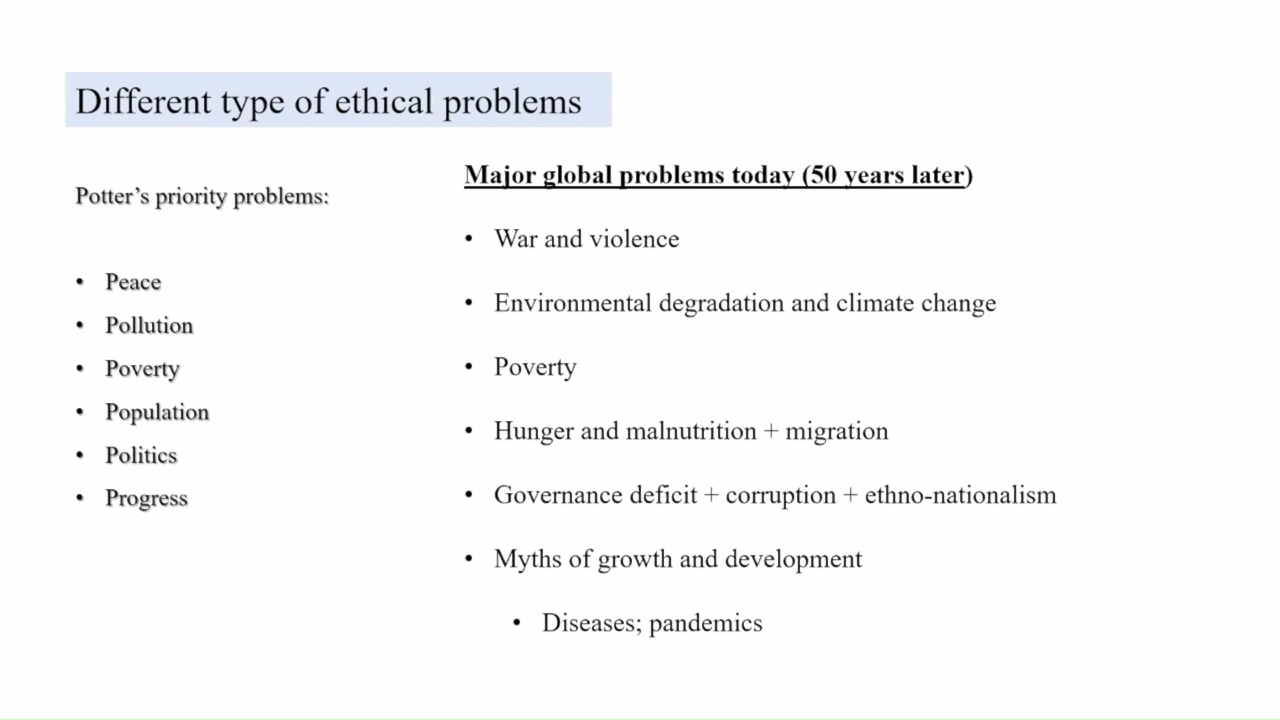 Different type of ethical problems
Potter's priority problems:
• Peace
• Pollution
• Poverty
• Population
• Politics
• Progress
Major global problems today (50 years later)
• War and violence
• Environmental degradation and climate change
• Poverty
• Hunger and malnutrition + migration
• Governance deficit + corruption + ethno-nationalism
• Myths of growth and development
• Diseases; pandemics